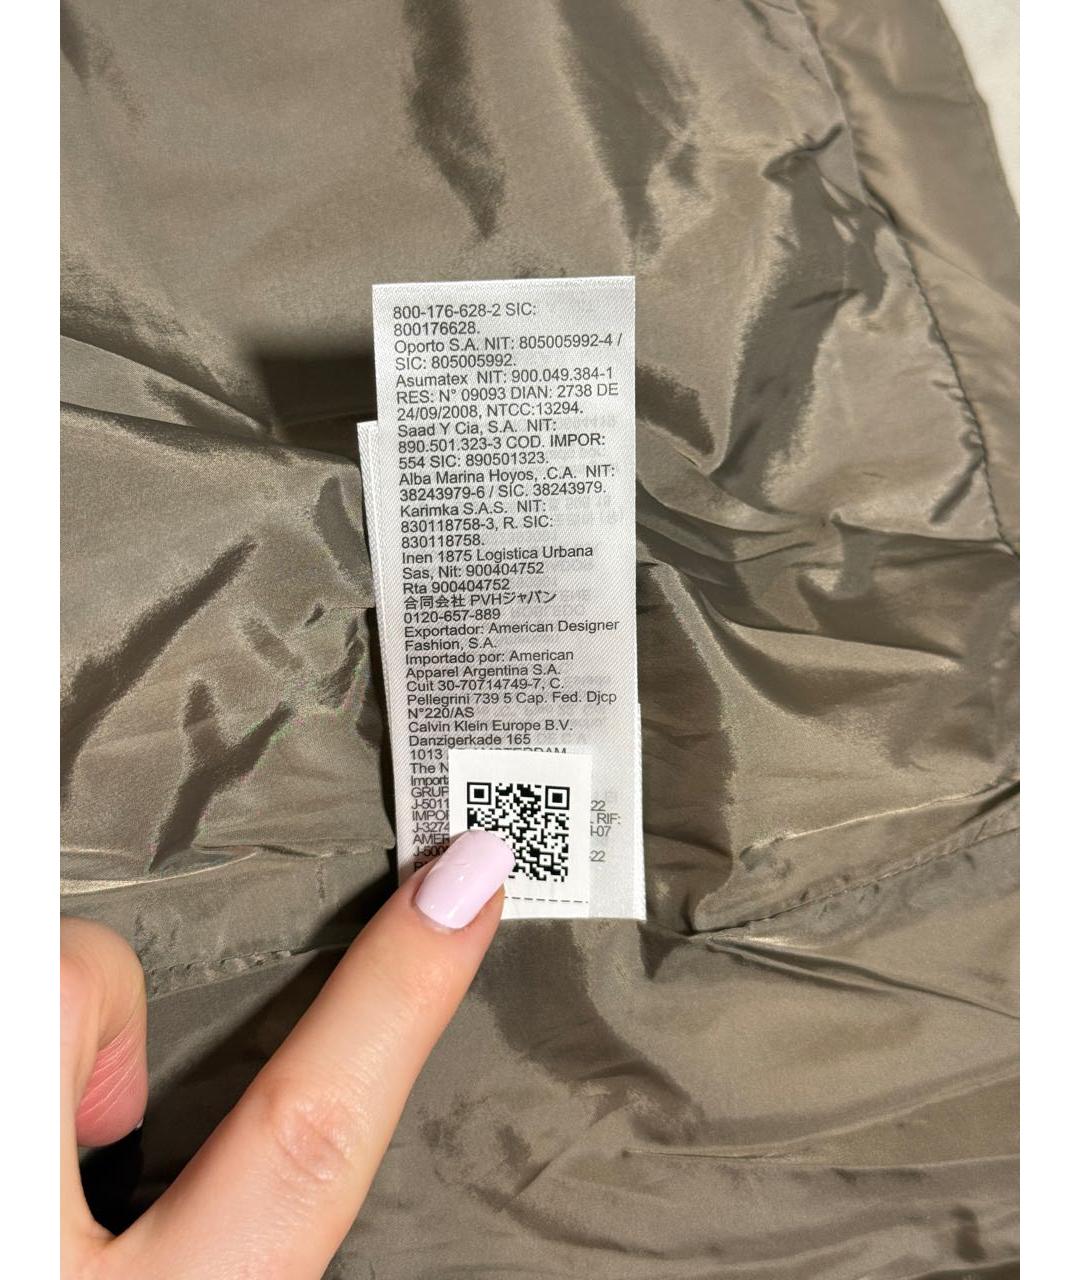 800-176-628-2 SIC:
800176628.
Oporto S.A. NIT: 805005992-4 /
SIC: 805005992.
Asumatex NIT: 900.049.384-1
RES: N° 09093 DIAN: 2738 DE
24/09/2008, NTCC:13294.
Saad Y Cia, S.A. NIT:
890.501.323-3 COD. IMPOR:
554 SIC: 890501323.
Alba Marina Hoyos, .C.A. NIT:
38243979-6 / SIC. 38243979.
Karimka S.A.S. NIT:
830118758-3, R. SIC:
830118758.
Inen 1875 Logistica Urbana
Sas, Nit: 900404752
Rta 900404752
合同会社 PVHジャパン
0120-657-889
Exportador: American Designer
Fashion, S.A.
Importado por: American
Apparel Argentina S.A.
Cuit 30-70714749-7, C.
Pellegrini 739 5 Cap. Fed. Djcp
N°220/AS
Calvin Klein Europe B.V.
Danzigerkade 165
1013 AMSTERDAM
The
RIF: